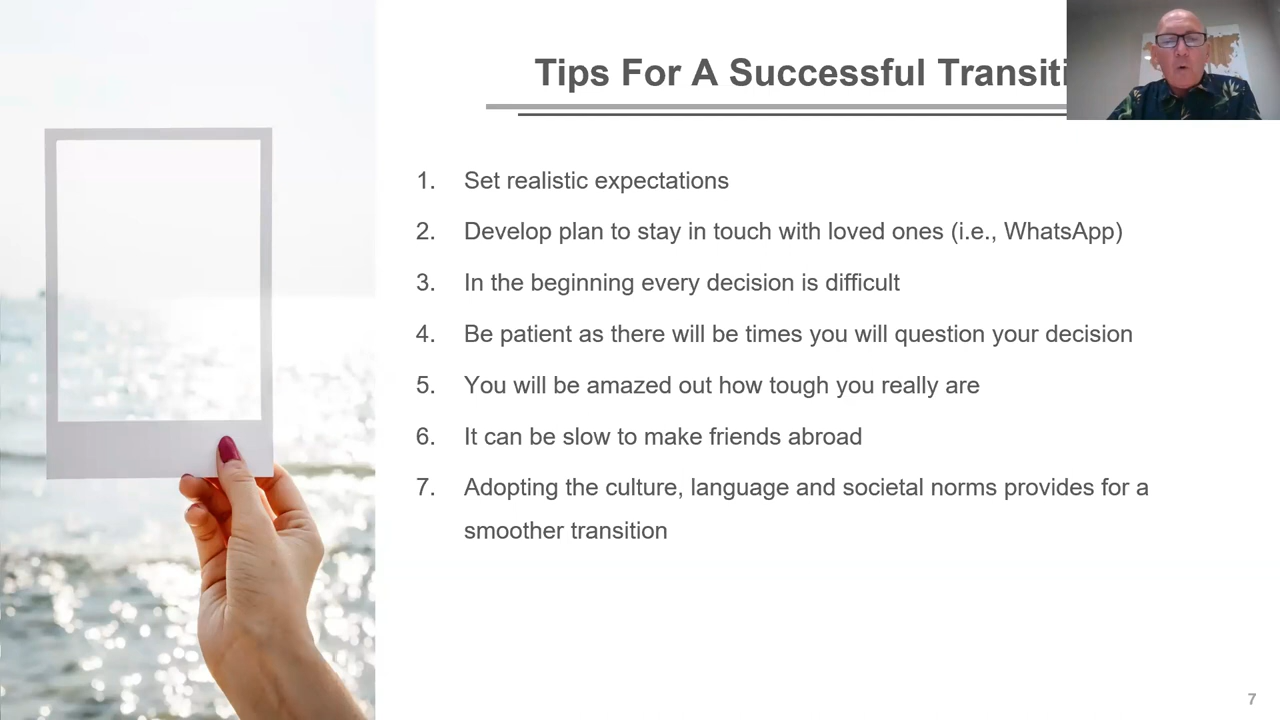 Tips For A Successful Transiti
1. Set realistic expectations
2. Develop plan to stay in touch with loved ones (i.e., WhatsApp)
3. In the beginning every decision is difficult
4. Be patient as there will be times you will question your decision
5. You will be amazed out how tough you really are
6. It can be slow to make friends abroad
7. Adopting the culture, language and societal norms provides for a
smoother transition
7